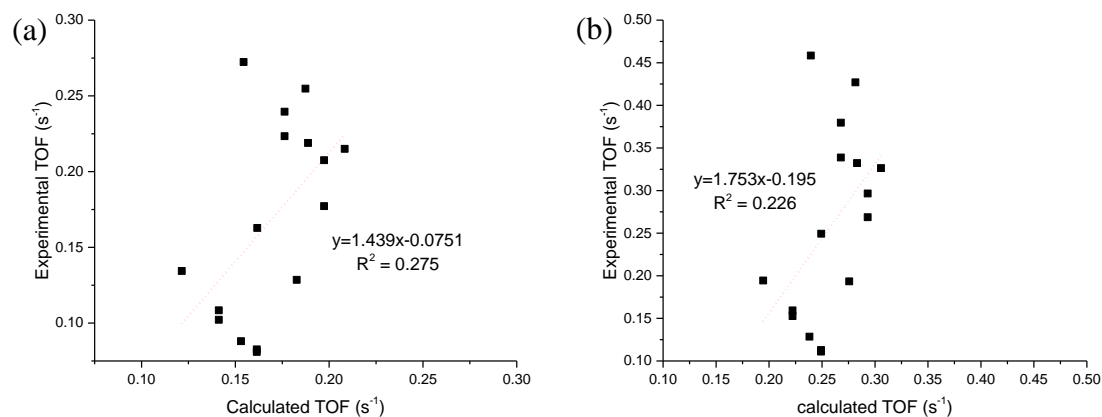 (a)
0.30
0.25
0.20
0.15
0.10
Experimental TOF (s⁻¹)
y=1.439x-0.0751
R² = 0.275
0.10 0.15 0.20 0.25 0.30
Calculated TOF (s⁻¹)
(b)
0.50
0.45
0.40
0.35
0.30
0.25
0.20
0.15
0.10
Experimental TOF (s⁻¹)
y=1.753x-0.195
R² = 0.226
0.10 0.15 0.20 0.25 0.30 0.35 0.40 0.45 0.50
calculated TOF (s⁻¹)